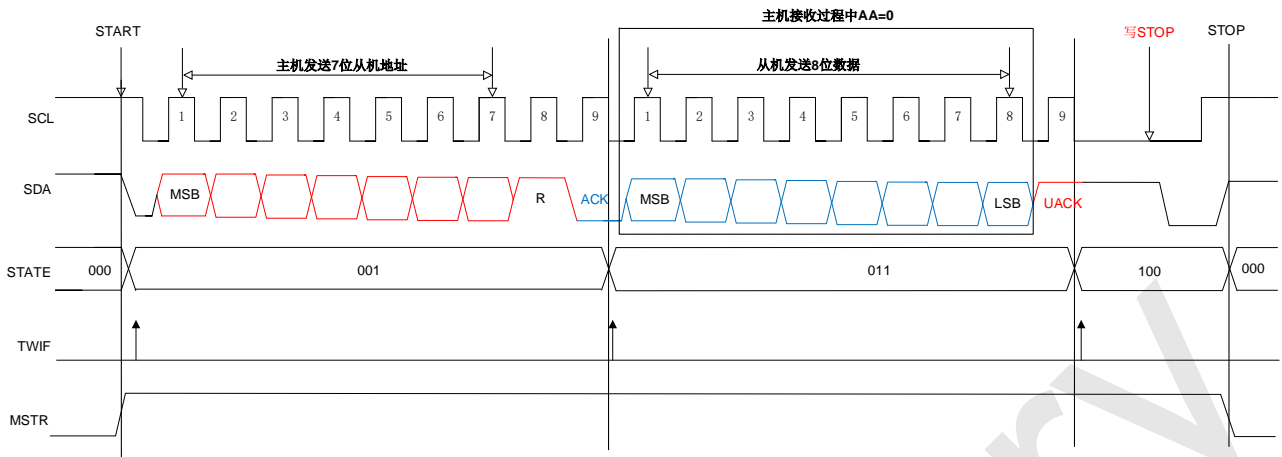 主机接收过程中AA=0
START
写STOP
STOP
主机发送7位从机地址
从机发送8位数据
SCL
1 2 3 4 5 6 7 8 9 1 2 3 4 5 6 7 8 9
SDA
MSB R ACK MSB LSB UACK
STATE 000 001 011 100 000
TWIF
MSTR